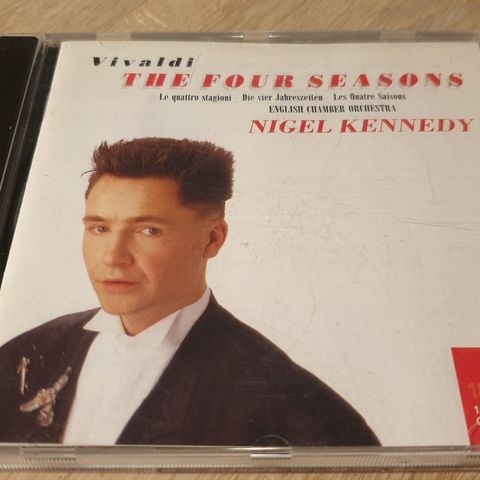 Vivaldi
THE FOUR SEASONS
Le quattro stagioni · Die vier Jahreszeiten · Les Quatre Saisons
ENGLISH CHAMBER ORCHESTRA
NIGEL KENNEDY